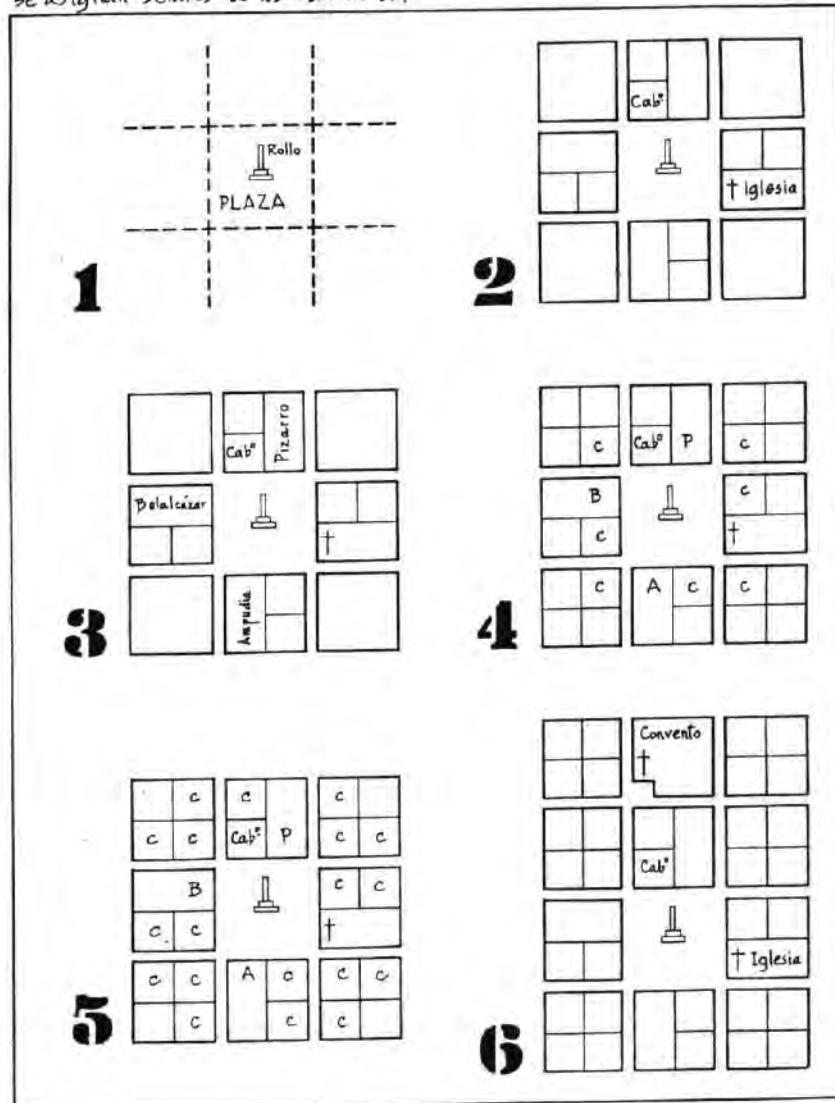 Rollo
PLAZA
1
Cabº
† Iglesia
2
Cabº
Pizarro
Belalcázar
†
Ampudia
3
C
Cabº P
C
B
C
C
†
C
A C
C
4
C
C
C
C C
Cabº P
C C
B
C C
C C
†
C C
A C
C C
C
C
C
5
Convento
†
Cabº
† Iglesia
6